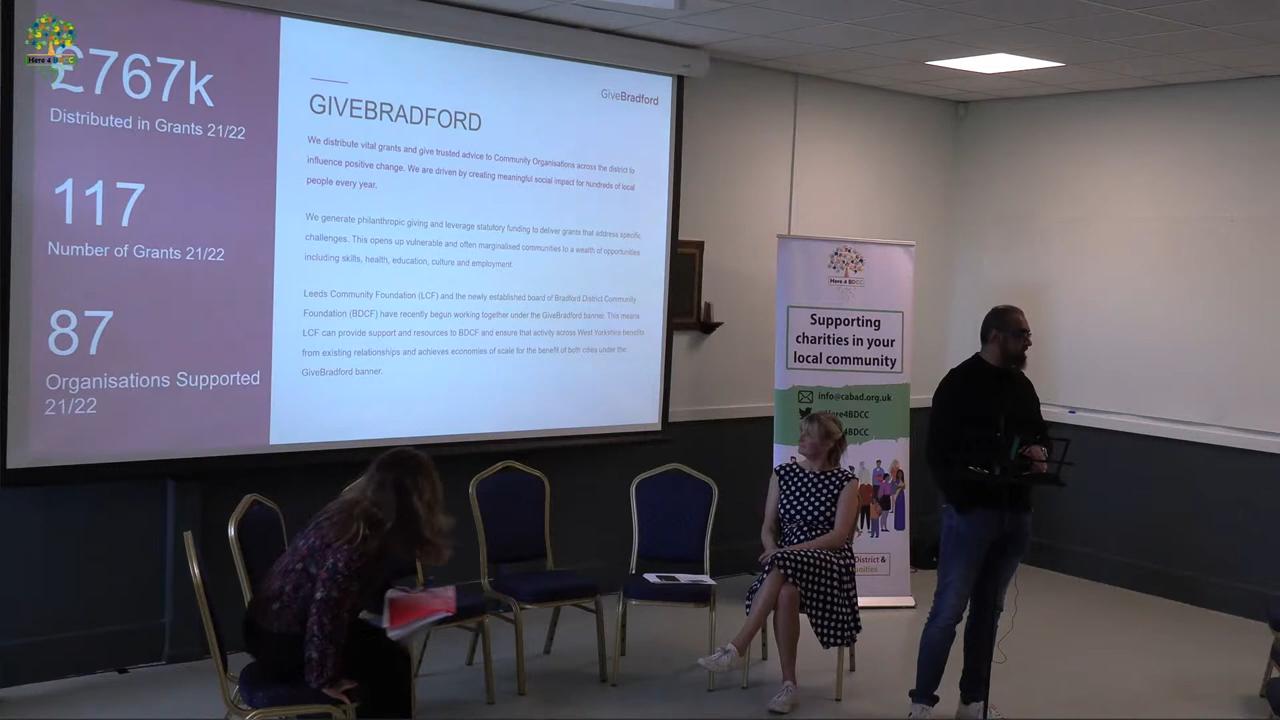 Here 4 BDCC
£767k
Distributed in Grants 21/22
117
Number of Grants 21/22
87
Organisations Supported
21/22
GiveBradford
GIVEBRADFORD
We distribute vital grants and give trusted advice to Community Organisations across the district to
influence positive change. We are driven by creating meaningful social impact for hundreds of local
people every year.
We generate philanthropic giving and leverage statutory funding to deliver grants that address specific
challenges. This opens up vulnerable and often marginalised communities to a wealth of opportunities
including skills, health, education, culture and employment.
Leeds Community Foundation (LCF) and the newly established board of Bradford District Community
Foundation (BDCF) have recently begun working together under the GiveBradford banner. This means
LCF can provide support and resources to BDCF and ensure that activity across West Yorkshire benefits
from existing relationships and achieves economies of scale for the benefit of both cities under the
GiveBradford banner.
Here 4 BDCC
Supporting
charities in your
local community
info@cabad.org.uk
Here4BDCC
4BDCC
District &